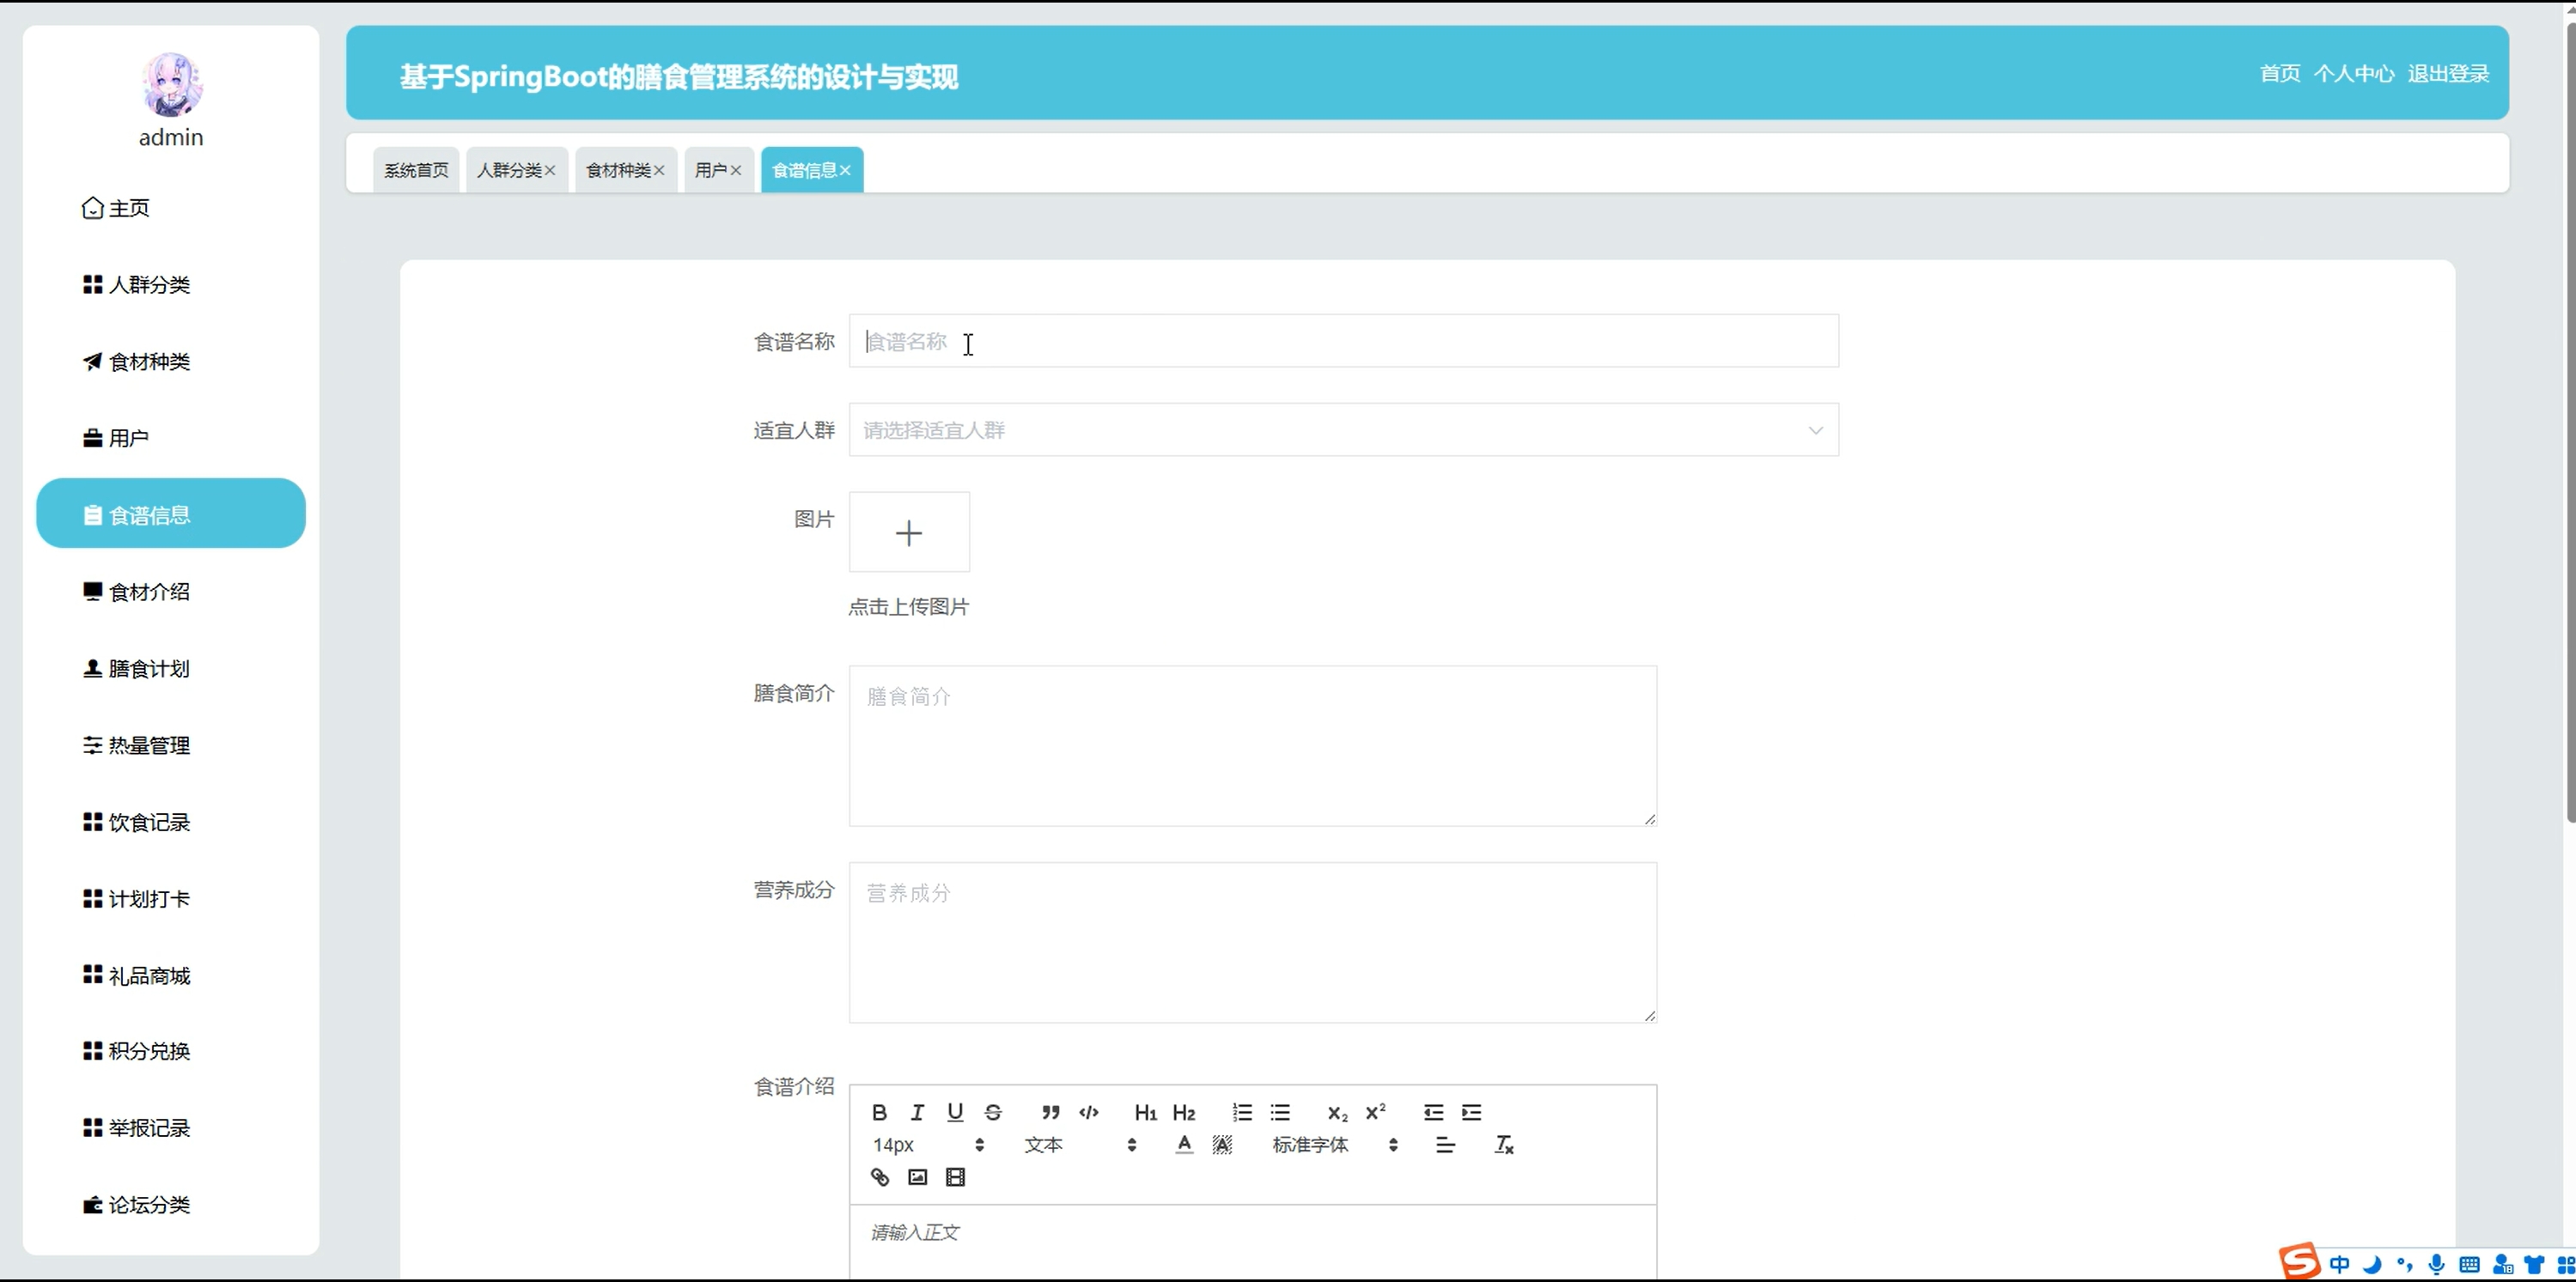 admin
主页
人群分类
食材种类
用户
食谱信息
食材介绍
膳食计划
热量管理
饮食记录
计划打卡
礼品商城
积分兑换
举报记录
论坛分类
基于SpringBoot的膳食管理系统的设计与实现
首页 个人中心 退出登录
系统首页 人群分类 食材种类 用户 食谱信息
食谱名称 食谱名称
适宜人群 请选择适宜人群
图片
点击上传图片
膳食简介 膳食简介
营养成分 营养成分
食谱介绍
B I U S H1 H2 X2 X2
14px 文本 A A 标准字体 Tx
请输入正文
S 中